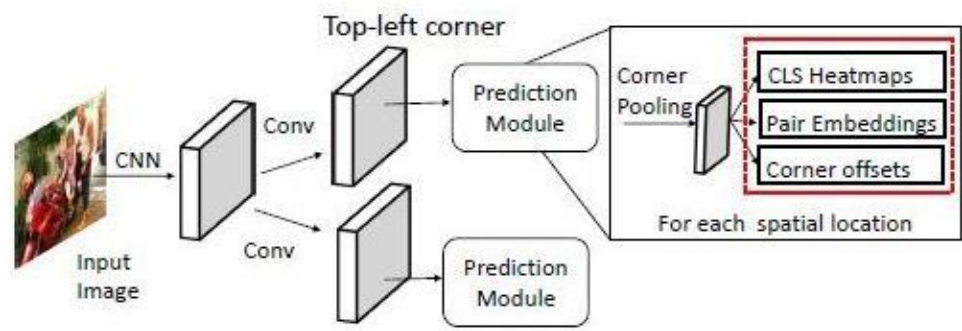 Top-left corner
CNN
Input
Image
Conv
Conv
Prediction
Module
Prediction
Module
Corner
Pooling
CLS Heatmaps
Pair Embeddings
Corner offsets
For each spatial location